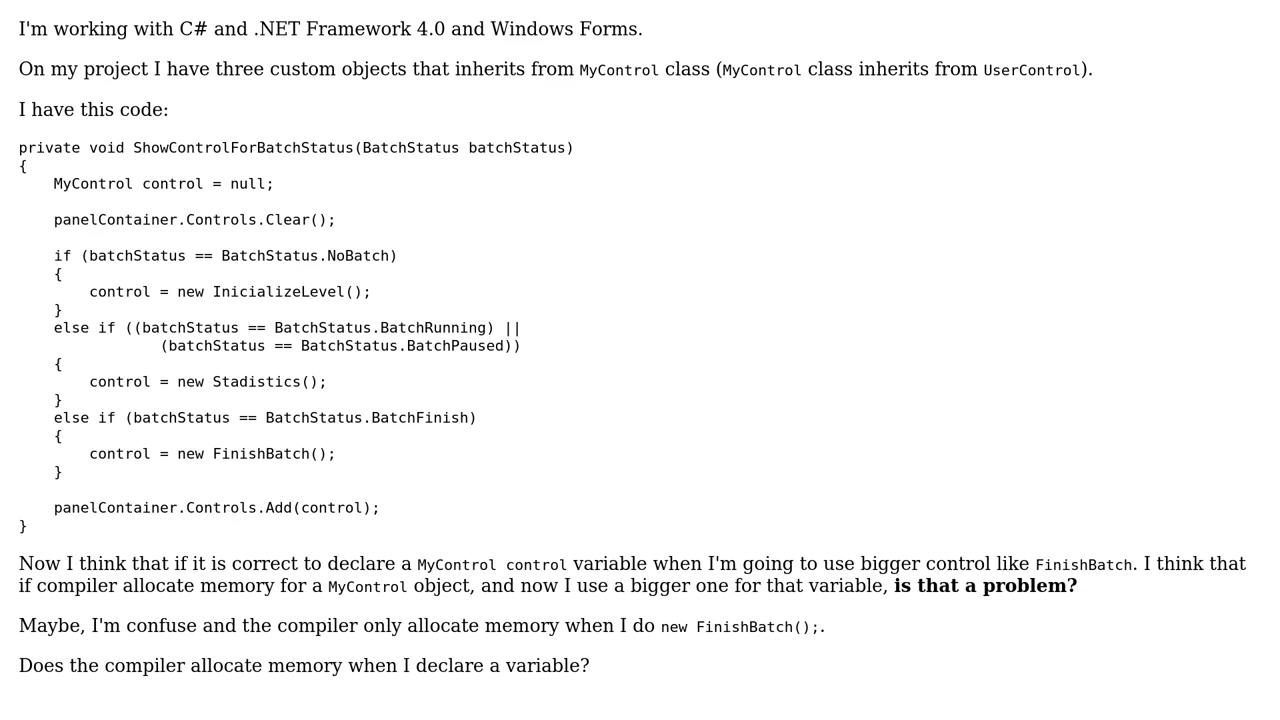 I'm working with C# and .NET Framework 4.0 and Windows Forms.
On my project I have three custom objects that inherits from MyControl class (MyControl class inherits from UserControl).
I have this code:
private void ShowControlForBatchStatus(BatchStatus batchStatus)
{
    MyControl control = null;

    panelContainer.Controls.Clear();

    if (batchStatus == BatchStatus.NoBatch)
    {
        control = new InicializeLevel();
    }
    else if ((batchStatus == BatchStatus.BatchRunning) ||
                (batchStatus == BatchStatus.BatchPaused))
    {
        control = new Stadistics();
    }
    else if (batchStatus == BatchStatus.BatchFinish)
    {
        control = new FinishBatch();
    }

    panelContainer.Controls.Add(control);
}
Now I think that if it is correct to declare a MyControl control variable when I'm going to use bigger control like FinishBatch. I think that
if compiler allocate memory for a MyControl object, and now I use a bigger one for that variable, is that a problem?
Maybe, I'm confuse and the compiler only allocate memory when I do new FinishBatch();.
Does the compiler allocate memory when I declare a variable?